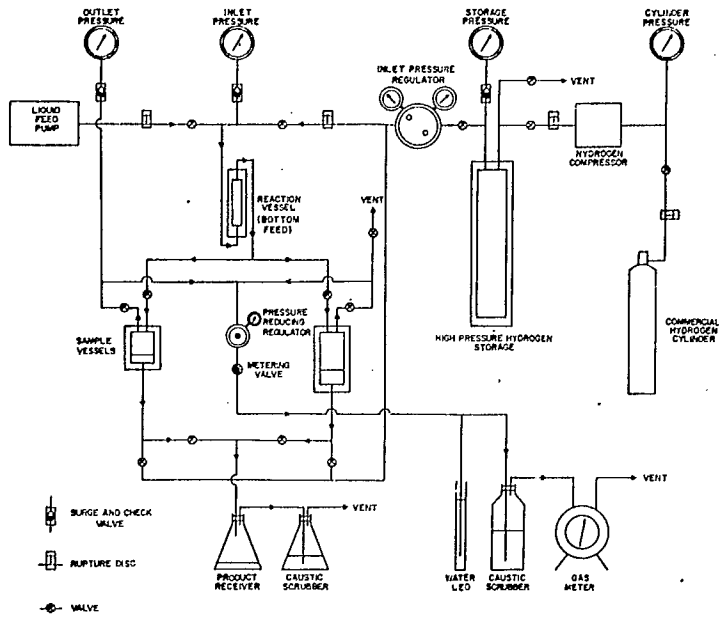 OUTLET
PRESSURE
INLET
PRESSURE
STORAGE
PRESSURE
CYLINDER
PRESSURE
INLET PRESSURE
REGULATOR
VENT
LIQUID
FEED
PUMP
HYDROGEN
COMPRESSOR
REACTION
VESSEL
(BOTTOM
FEED)
VENT
PRESSURE
REDUCING
REGULATOR
SAMPLE
VESSELS
METERING
VALVE
HIGH PRESSURE HYDROGEN
STORAGE
COMMERCIAL
HYDROGEN
CYLINDER
VENT
VENT
SURGE AND CHECK
VALVE
RUPTURE DISC
VALVE
PRODUCT
RECEIVER
CAUSTIC
SCRUBBER
WATER
LEG
CAUSTIC
SCRUBBER
GAS
METER